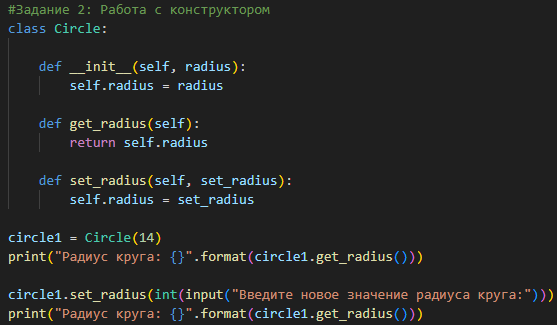 #Задание 2: Работа с конструктором
class Circle:
def __init__(self, radius):
self.radius = radius
def get_radius(self):
return self.radius
def set_radius(self, set_radius):
self.radius = set_radius
circle1 = Circle(14)
print("Радиус круга: {}".format(circle1.get_radius()))
circle1.set_radius(int(input("Введите новое значение радиуса круга:")))
print("Радиус круга: {}".format(circle1.get_radius()))